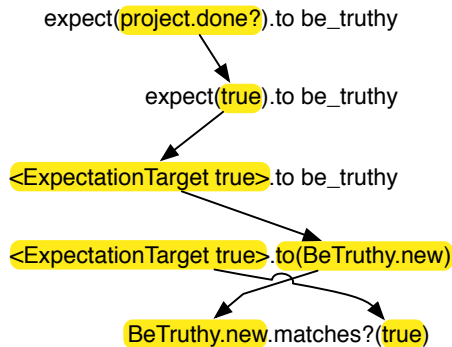 expect(project.done?).to be_truthy
expect(true).to be_truthy
<ExpectationTarget true>.to be_truthy
<ExpectationTarget true>.to(BeTruthy.new)
BeTruthy.new.matches?(true)